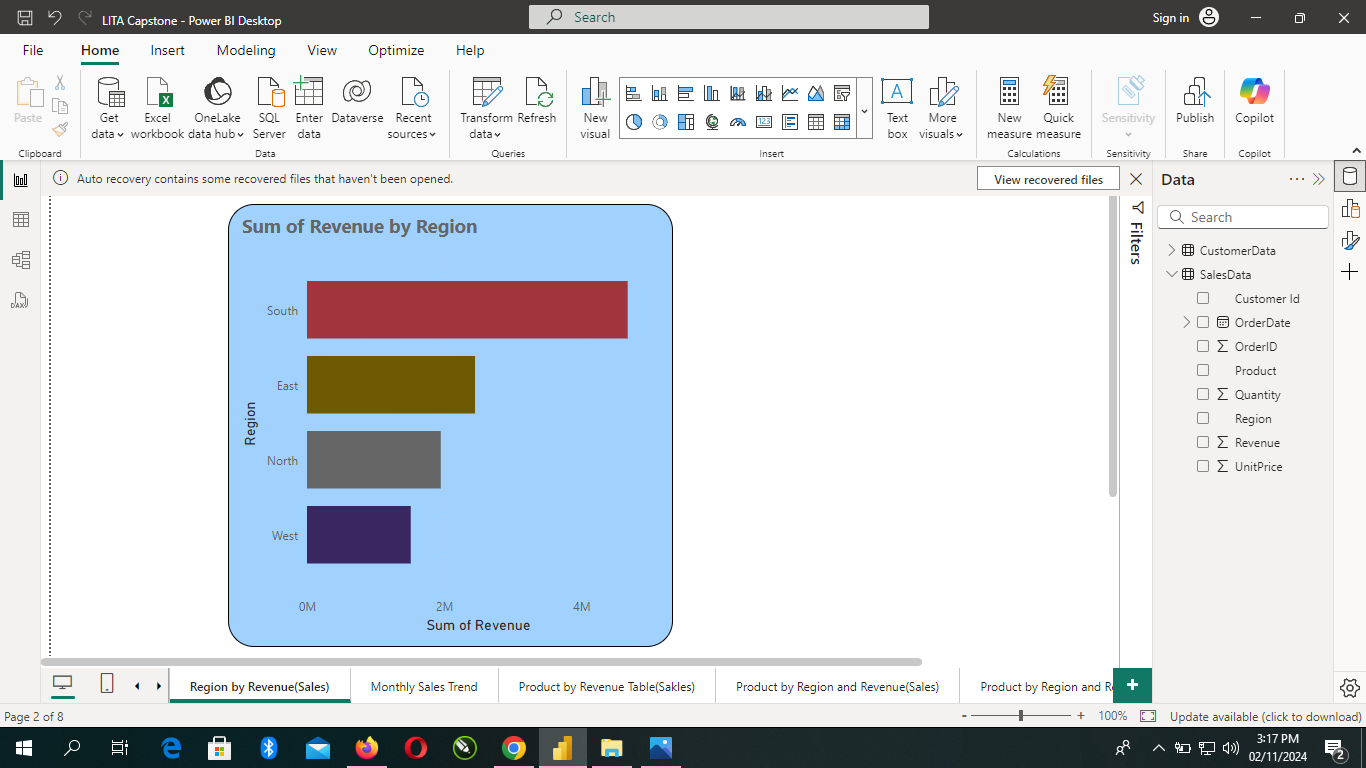 LITA Capstone - Power BI Desktop
Search
Sign in
File Home Insert Modeling View Optimize Help
Paste
Get data
Excel workbook
OneLake data hub
SQL Server
Enter data
Dataverse
Recent sources
Transform data
Refresh
New visual
123
A
Text box
More visuals
New measure
Quick measure
Sensitivity
Publish
Copilot
Clipboard Data Queries Insert Calculations Sensitivity Share Copilot
Auto recovery contains some recovered files that haven't been opened.
View recovered files
DAX
Sum of Revenue by Region
Region
South
East
North
West
0M 2M 4M
Sum of Revenue
Filters
Data
Search
CustomerData
SalesData
Customer Id
OrderDate
OrderID
Product
Quantity
Region
Revenue
UnitPrice
Region by Revenue(Sales) Monthly Sales Trend Product by Revenue Table(Sakles) Product by Region and Revenue(Sales) Product by Region and Re
Page 2 of 8
100%
Update available (click to download)
3:17 PM
02/11/2024
2